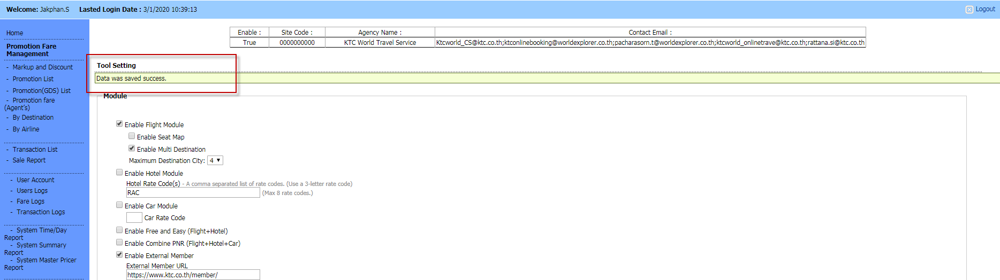 Welcome: Jakphan.S Lasted Login Date : 3/1/2020 10:39:13
Logout
Home
Promotion Fare
Management
- Markup and Discount
- Promotion List
- Promotion(GDS) List
- Promotion fare
(Agent's)
- By Destination
- By Airline
- Transaction List
- Sale Report
- User Account
- Users Logs
- Fare Logs
- Transaction Logs
- System Time/Day
Report
- System Summary
Report
- System Master Pricer
Report
Enable : Site Code : Agency Name : Contact Email :
True 0000000000 KTC World Travel Service Ktcworld_CS@ktc.co.th;ktconlinebooking@worldexplorer.co.th;pacharasorn.t@worldexplorer.co.th;ktcworld_onlinetrave@ktc.co.th;rattana.si@ktc.co.th
Tool Setting
Data was saved success.
Module
Enable Flight Module
Enable Seat Map
Enable Multi Destination
Maximum Destination City: 4
Enable Hotel Module
Hotel Rate Code(s) - A comma separated list of rate codes. (Use a 3-letter rate code)
RAC (Max 8 rate codes.)
Enable Car Module
Car Rate Code
Enable Free and Easy (Flight+Hotel)
Enable Combine PNR (Flight+Hotel+Car)
Enable External Member
External Member URL
https://www.ktc.co.th/member/